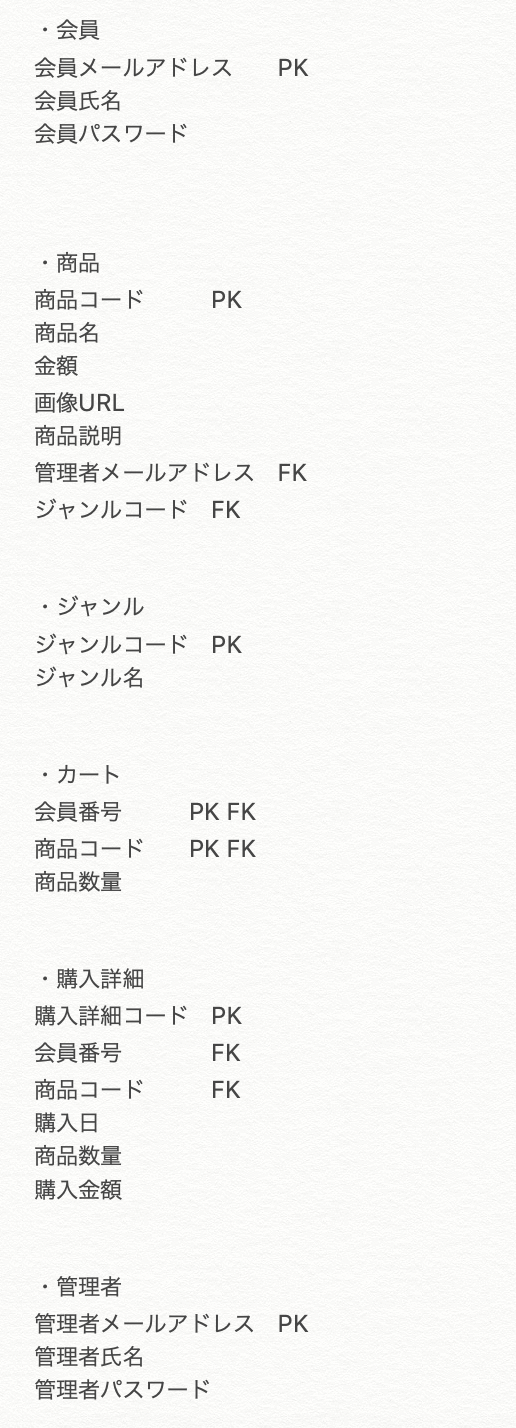 ・会員
会員メールアドレス　　PK
会員氏名
会員パスワード
・商品
商品コード　　　PK
商品名
金額
画像URL
商品説明
管理者メールアドレス　FK
ジャンルコード　FK
・ジャンル
ジャンルコード　PK
ジャンル名
・カート
会員番号　　　PK FK
商品コード　　PK FK
商品数量
・購入詳細
購入詳細コード　PK
会員番号　　　　FK
商品コード　　　FK
購入日
商品数量
購入金額
・管理者
管理者メールアドレス　PK
管理者氏名
管理者パスワード